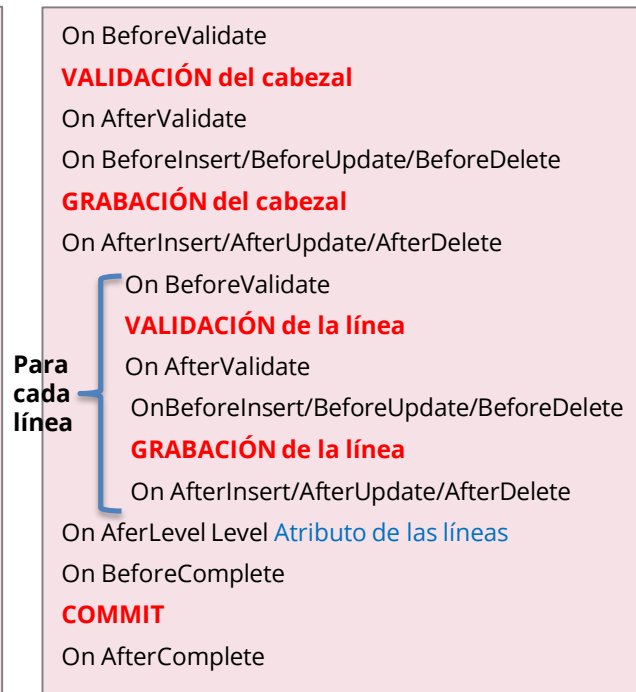 On BeforeValidate
VALIDACIÓN del cabezal
On AfterValidate
On BeforeInsert/BeforeUpdate/BeforeDelete
GRABACIÓN del cabezal
On AfterInsert/AfterUpdate/AfterDelete
Para cada línea
On BeforeValidate
VALIDACIÓN de la línea
On AfterValidate
OnBeforeInsert/BeforeUpdate/BeforeDelete
GRABACIÓN de la línea
On AfterInsert/AfterUpdate/AfterDelete
On AferLevel Level Atributo de las líneas
On BeforeComplete
COMMIT
On AfterComplete